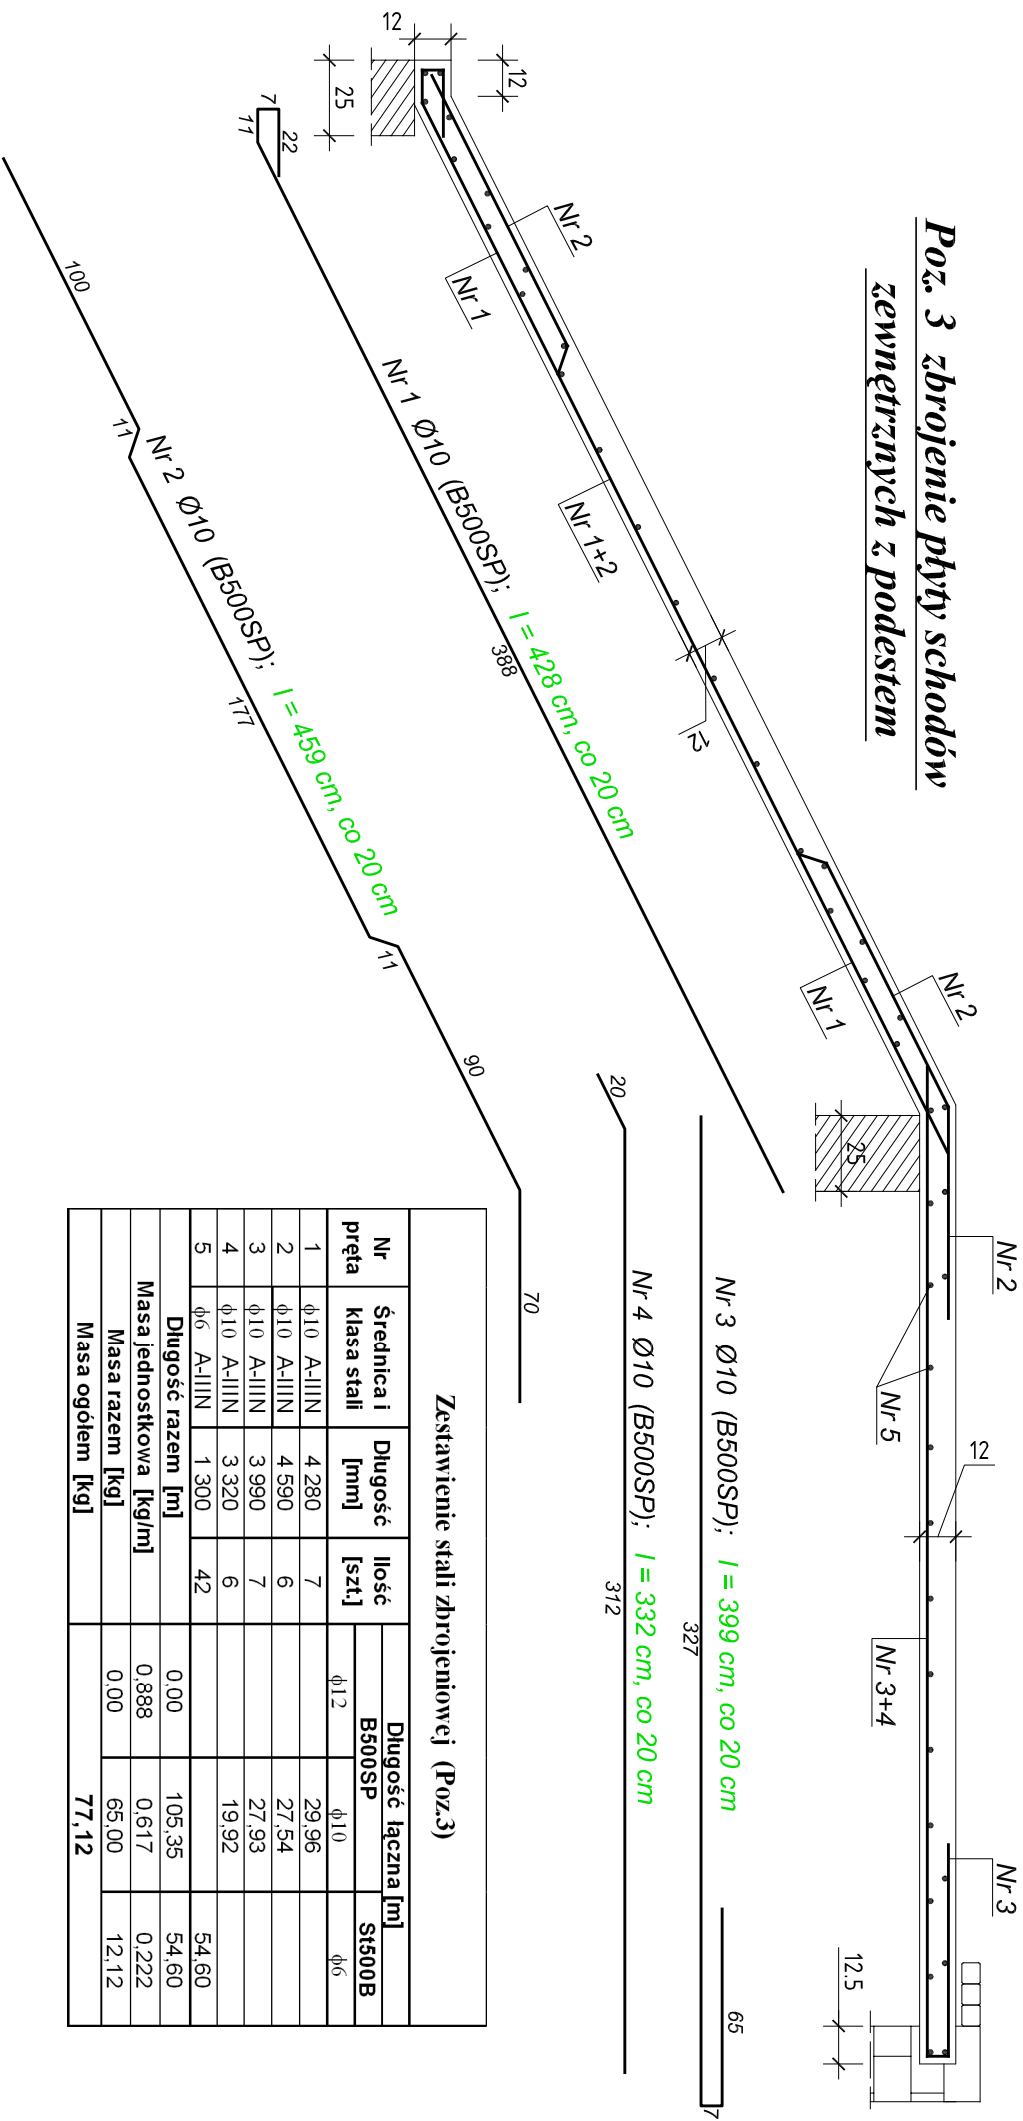 Poz. 3 zbrojenie płyty schodów
zewnętrznych z podestem
12
12
25
Nr 2
Nr 1
Nr 1+2
12
Nr 2
Nr 1
25
Nr 2
Nr 5
12
Nr 3+4
Nr 3
12.5
7
11
22
Nr 1 Ø10 (B500SP); l = 428 cm, co 20 cm
388
100
11
Nr 2 Ø10 (B500SP); l = 459 cm, co 20 cm
177
11
90
70
Nr 3 Ø10 (B500SP); l = 399 cm, co 20 cm
327
65
7
20
Nr 4 Ø10 (B500SP); l = 332 cm, co 20 cm
312
Zestawienie stali zbrojeniowej (Poz.3)
Nr pręta Średnica i klasa stali Długość [mm] Ilość [szt.] Długość łączna [m]
B500SP St500B
ϕ12 ϕ10 ϕ6
1 ϕ10 A-IIIN 4 280 7 29,96
2 ϕ10 A-IIIN 4 590 6 27,54
3 ϕ10 A-IIIN 3 990 7 27,93
4 ϕ10 A-IIIN 3 320 6 19,92
5 ϕ6 A-IIIN 1 300 42 54,60
Długość razem [m] 0,00 105,35 54,60
Masa jednostkowa [kg/m] 0,888 0,617 0,222
Masa razem [kg] 0,00 65,00 12,12
Masa ogółem [kg] 77,12